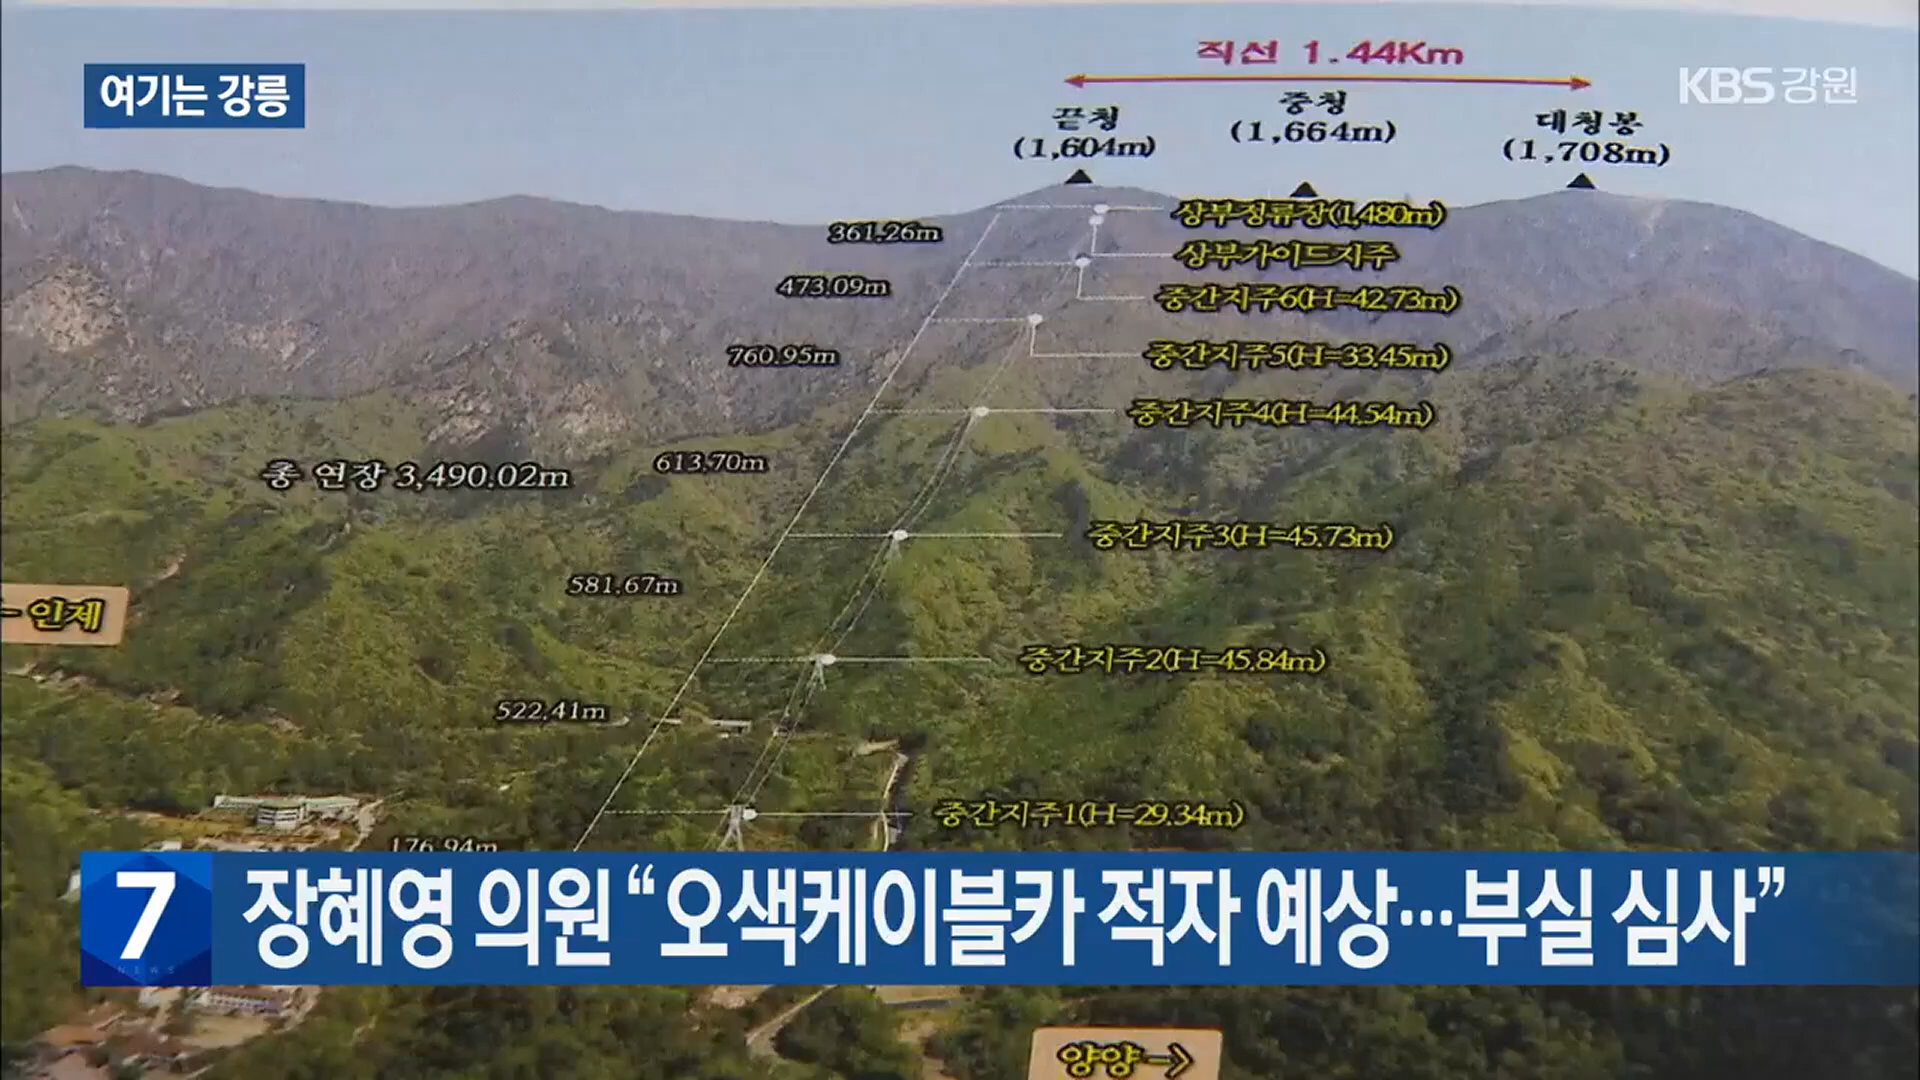 직선 1.44Km
여기는 강릉
KBS강원
끝청
(1,604m)
중청
(1,664m)
대청봉
(1,708m)
상부정류장(1,480m)
361.26m
상부가이드지주
473.09m
중간지주6(H=42.73m)
760.95m
중간지주5(H=33.45m)
중간지주4(H=44.54m)
613.70m
총 연장 3,490.02m
중간지주3(H=45.73m)
581.67m
← 인제
중간지주2(H=45.84m)
522.41m
중간지주1(H=29.34m)
176.94m
7
NEWS
장혜영 의원 “오색케이블카 적자 예상…부실 심사”
양양→